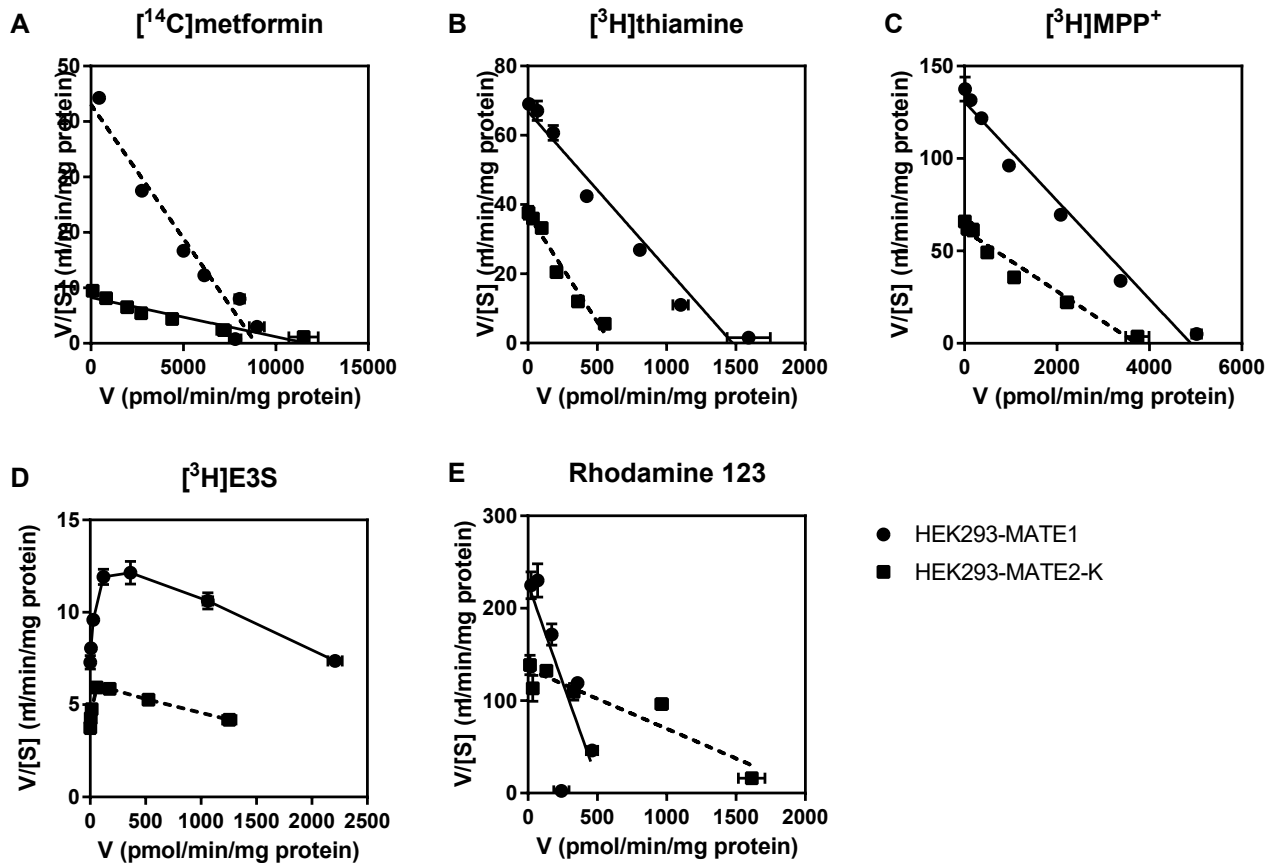 A [¹⁴C]metformin
V/[S] (ml/min/mg protein)
50
40
30
20
10
0
0 5000 10000 15000
V (pmol/min/mg protein)
B [³H]thiamine
V/[S] (ml/min/mg protein)
80
60
40
20
0
0 500 1000 1500 2000
V (pmol/min/mg protein)
C [³H]MPP⁺
V/[S] (ml/min/mg protein)
150
100
50
0
0 2000 4000 6000
V (pmol/min/mg protein)
D [³H]E3S
V/[S] (ml/min/mg protein)
15
10
5
0
0 500 1000 1500 2000 2500
V (pmol/min/mg protein)
E Rhodamine 123
V/[S] (ml/min/mg protein)
300
200
100
0
0 500 1000 1500 2000
V (pmol/min/mg protein)
HEK293-MATE1
HEK293-MATE2-K